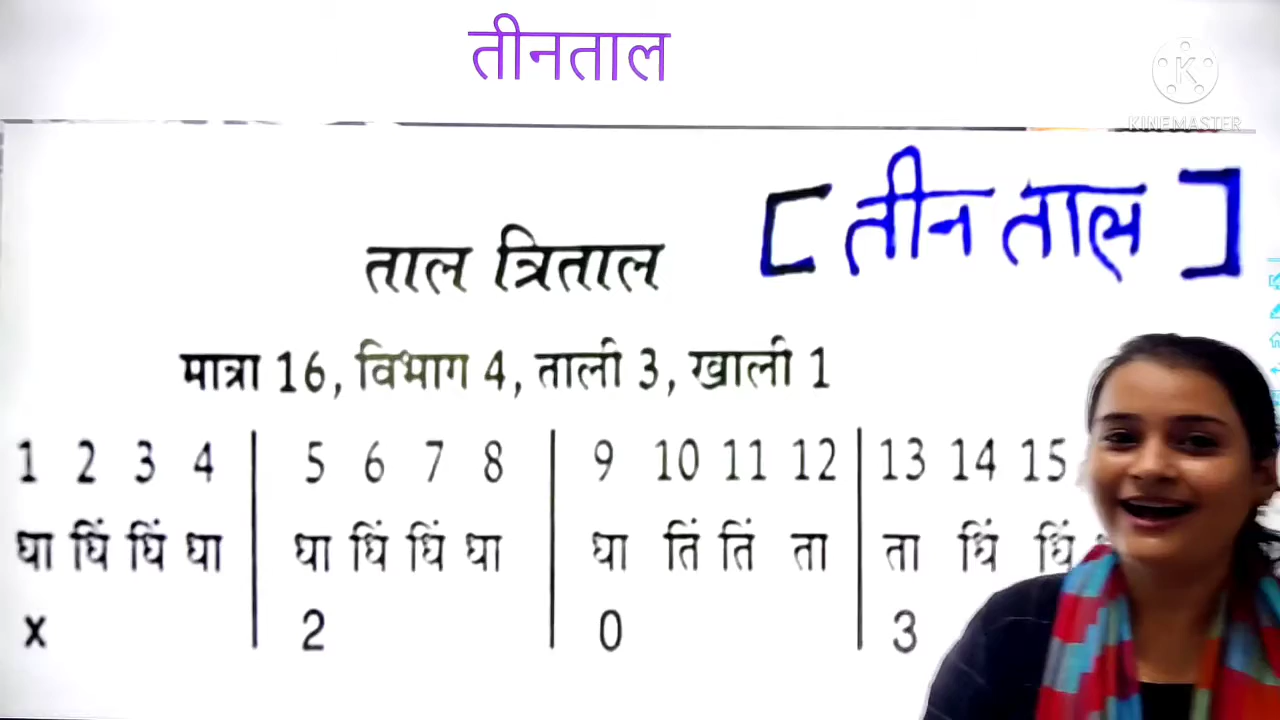 तीनताल
KINEMASTER
[तीन ताल]
ताल त्रिताल
मात्रा 16, विभाग 4, ताली 3, खाली 1
1 2 3 4 | 5 6 7 8 | 9 10 11 12 | 13 14 15
धा धिं धिं धा | धा धिं धिं धा | धा तिं तिं ता | ता धिं धिं
x 2 0 3